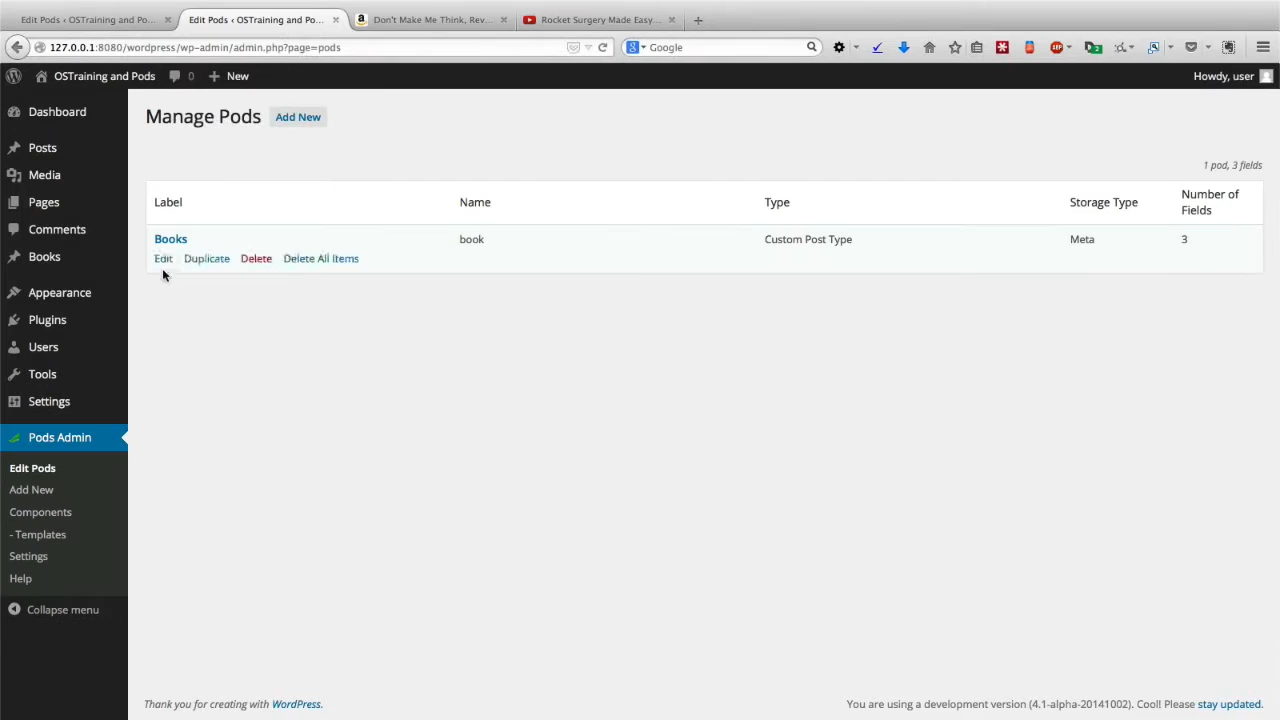 Edit Pods ‹ OSTraining and Po...
Edit Pods ‹ OSTraining and Po...
Don't Make Me Think, Rev...
Rocket Surgery Made Easy...
127.0.0.1:8080/wordpress/wp-admin/admin.php?page=pods
Google
OSTraining and Pods
0
New
Howdy, user
Dashboard
Posts
Media
Pages
Comments
Books
Appearance
Plugins
Users
Tools
Settings
Pods Admin
Edit Pods
Add New
Components
- Templates
Settings
Help
Collapse menu
Manage Pods
Add New
1 pod, 3 fields
Label Name Type Storage Type Number of
Fields
Books book Custom Post Type Meta 3
Edit Duplicate Delete Delete All Items
Thank you for creating with WordPress.
You are using a development version (4.1-alpha-20141002). Cool! Please stay updated.